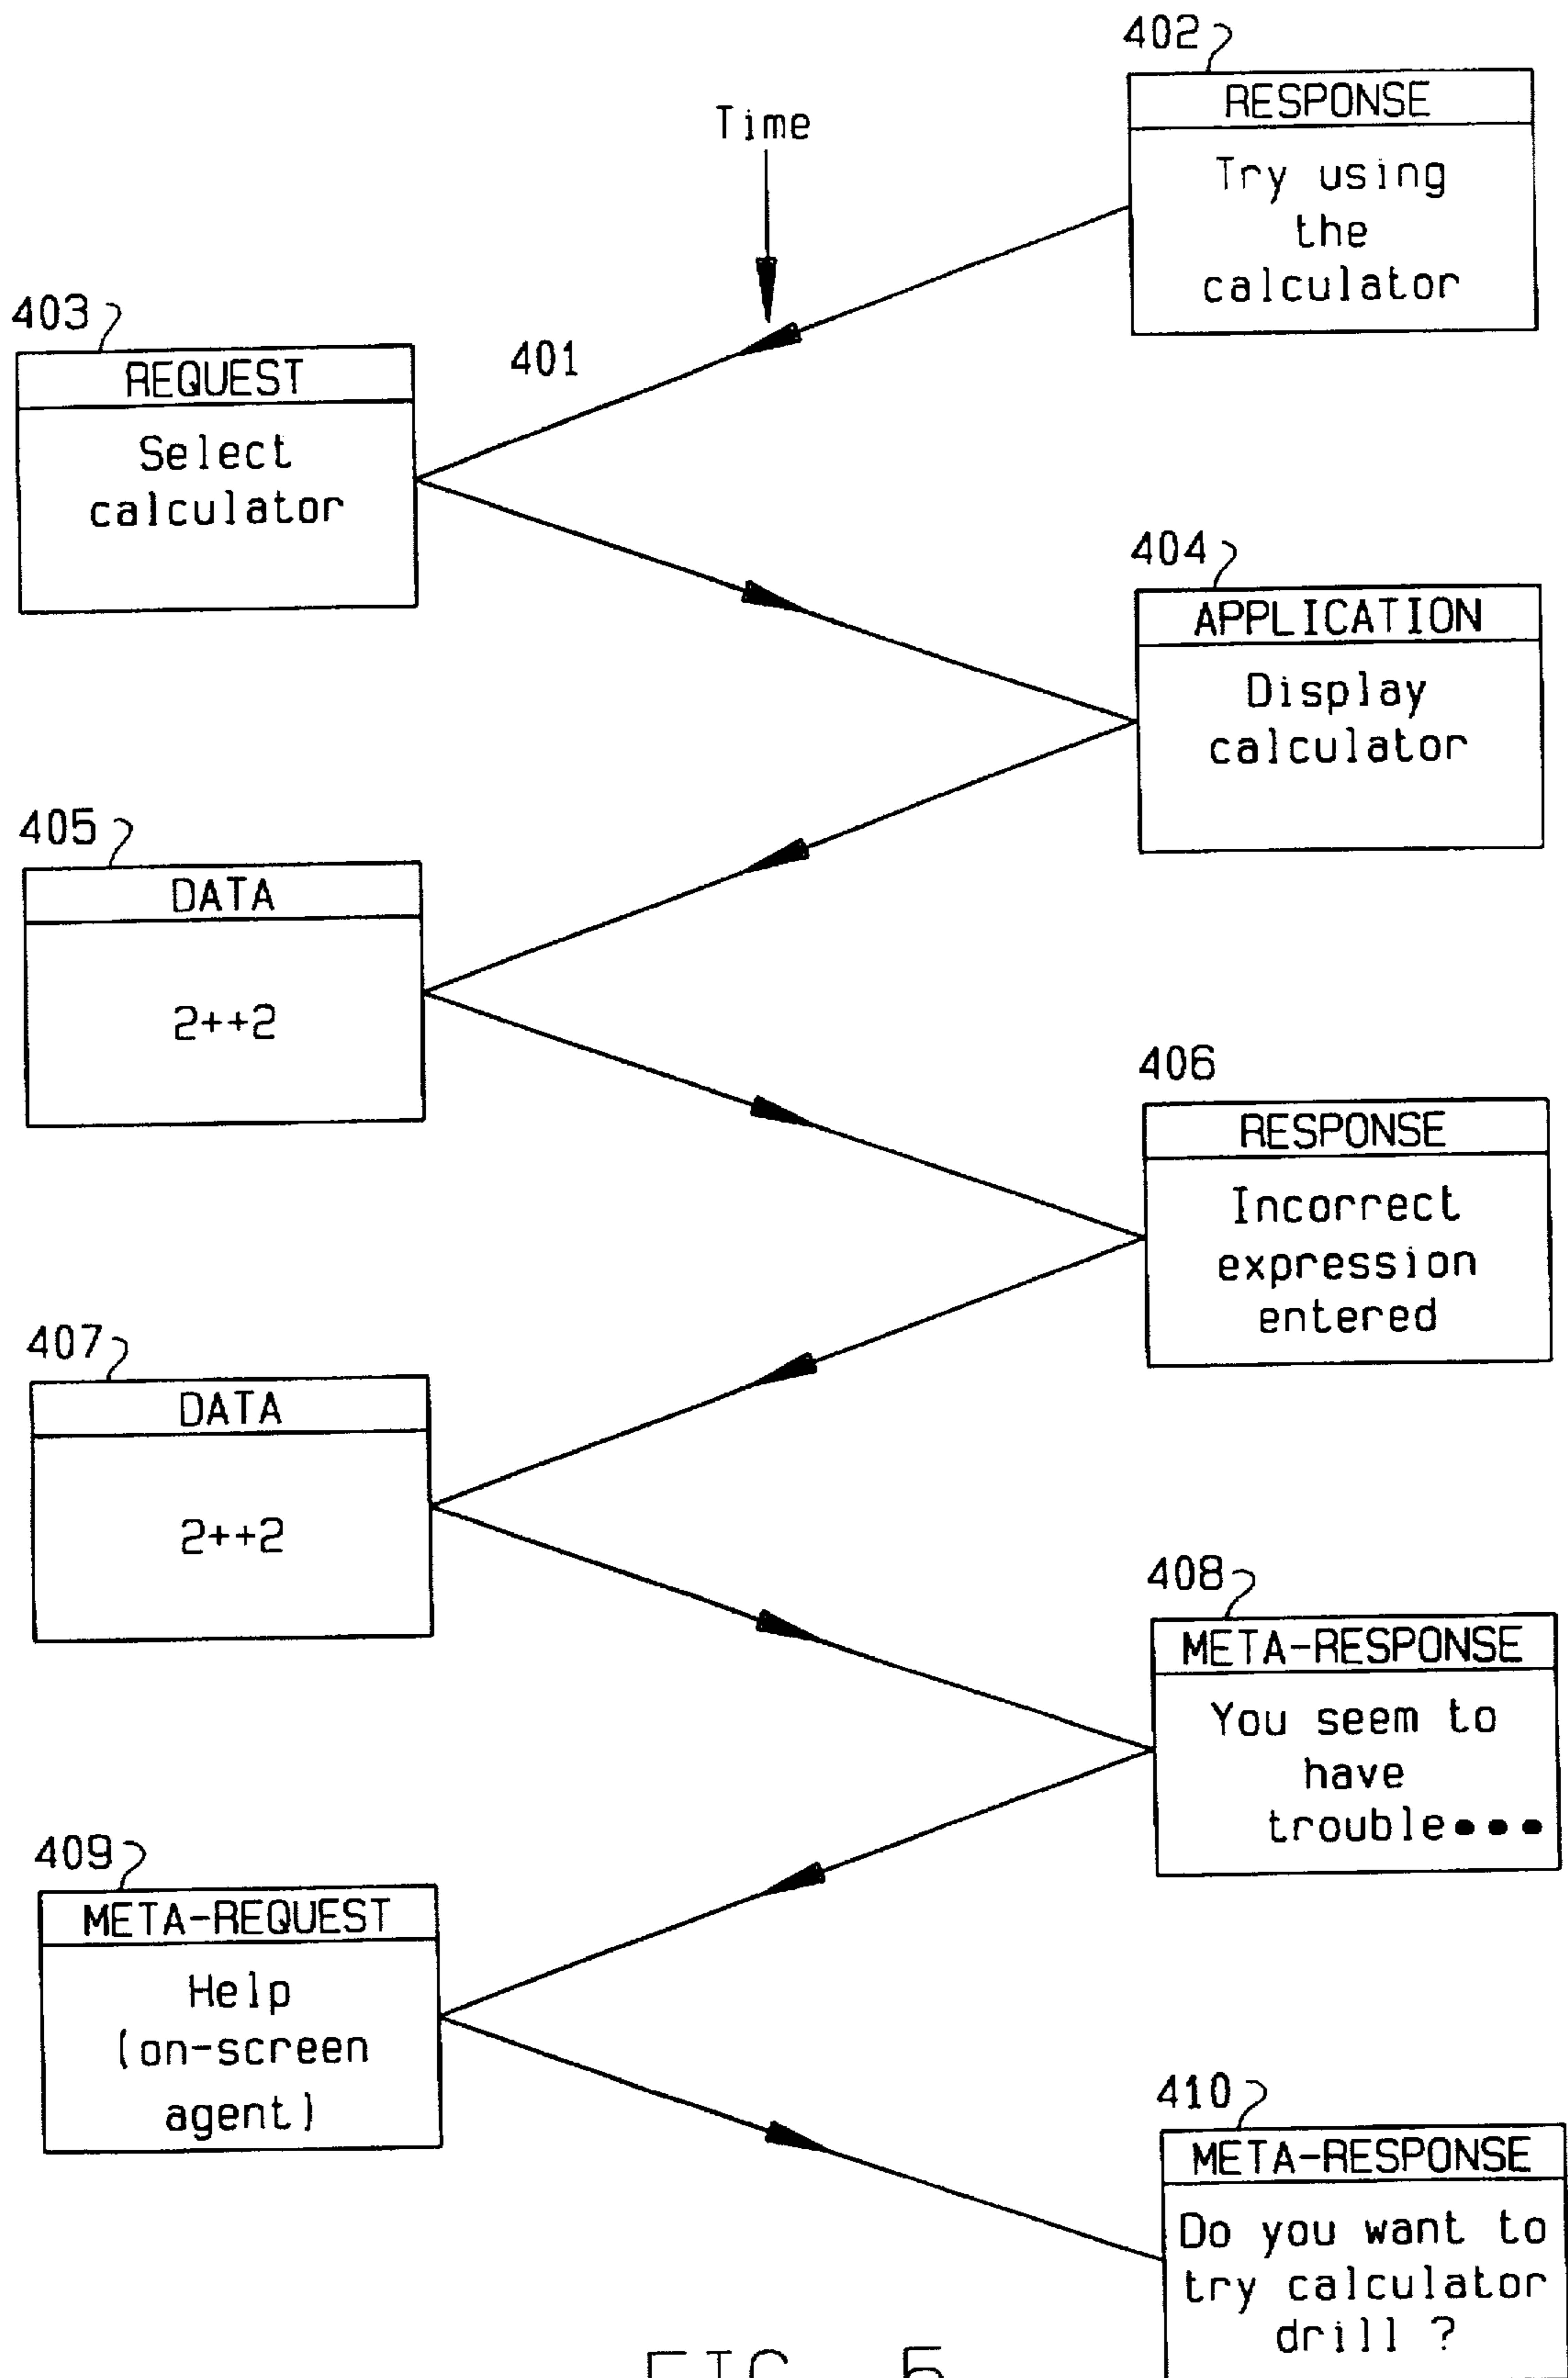 402
RESPONSE
Try using
the
calculator
Time
403
REQUEST
Select
calculator
401
404
APPLICATION
Display
calculator
405
DATA
2++2
406
RESPONSE
Incorrect
expression
entered
407
DATA
2++2
408
META-RESPONSE
You seem to
have
trouble•••
409
META-REQUEST
Help
(on-screen
agent)
410
META-RESPONSE
Do you want to
try calculator
drill ?
FIG. 5